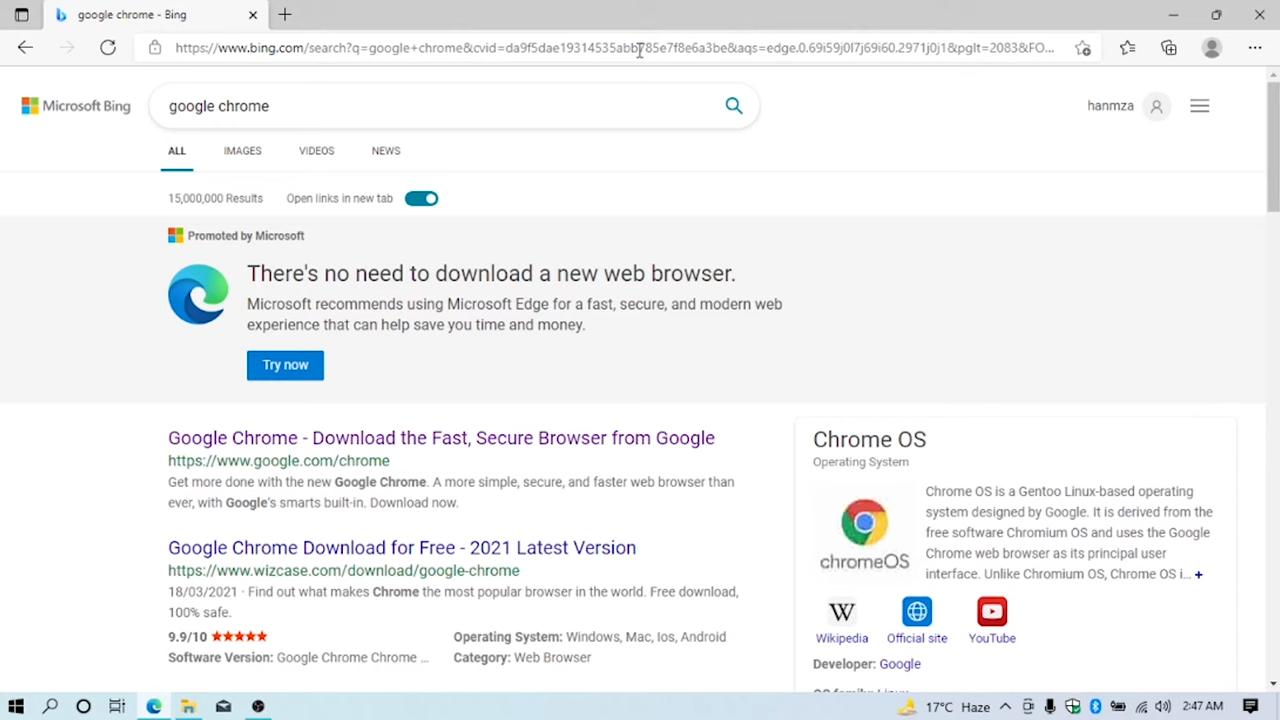 google chrome - Bing
https://www.bing.com/search?q=google+chrome&cvid=da9f5dae19314535abb785e7f8e6a3be&aqs=edge.0.69i59j0l7j69i60.2971j0j1&pglt=2083&FO...
Microsoft Bing
google chrome
hanmza
ALL IMAGES VIDEOS NEWS
15,000,000 Results Open links in new tab
Promoted by Microsoft
There's no need to download a new web browser.
Microsoft recommends using Microsoft Edge for a fast, secure, and modern web
experience that can help save you time and money.
Try now
Google Chrome - Download the Fast, Secure Browser from Google
https://www.google.com/chrome
Get more done with the new Google Chrome. A more simple, secure, and faster web browser than
ever, with Google's smarts built-in. Download now.
Google Chrome Download for Free - 2021 Latest Version
https://www.wizcase.com/download/google-chrome
18/03/2021 · Find out what makes Chrome the most popular browser in the world. Free download,
100% safe.
9.9/10 Operating System: Windows, Mac, Ios, Android
Software Version: Google Chrome Chrome ... Category: Web Browser
Chrome OS
Operating System
chromeOS
Chrome OS is a Gentoo Linux-based operating
system designed by Google. It is derived from the
free software Chromium OS and uses the Google
Chrome web browser as its principal user
interface. Unlike Chromium OS, Chrome OS i... +
W
Wikipedia Official site YouTube
Developer: Google
OS family: Linux
17°C Haze 2:47 AM